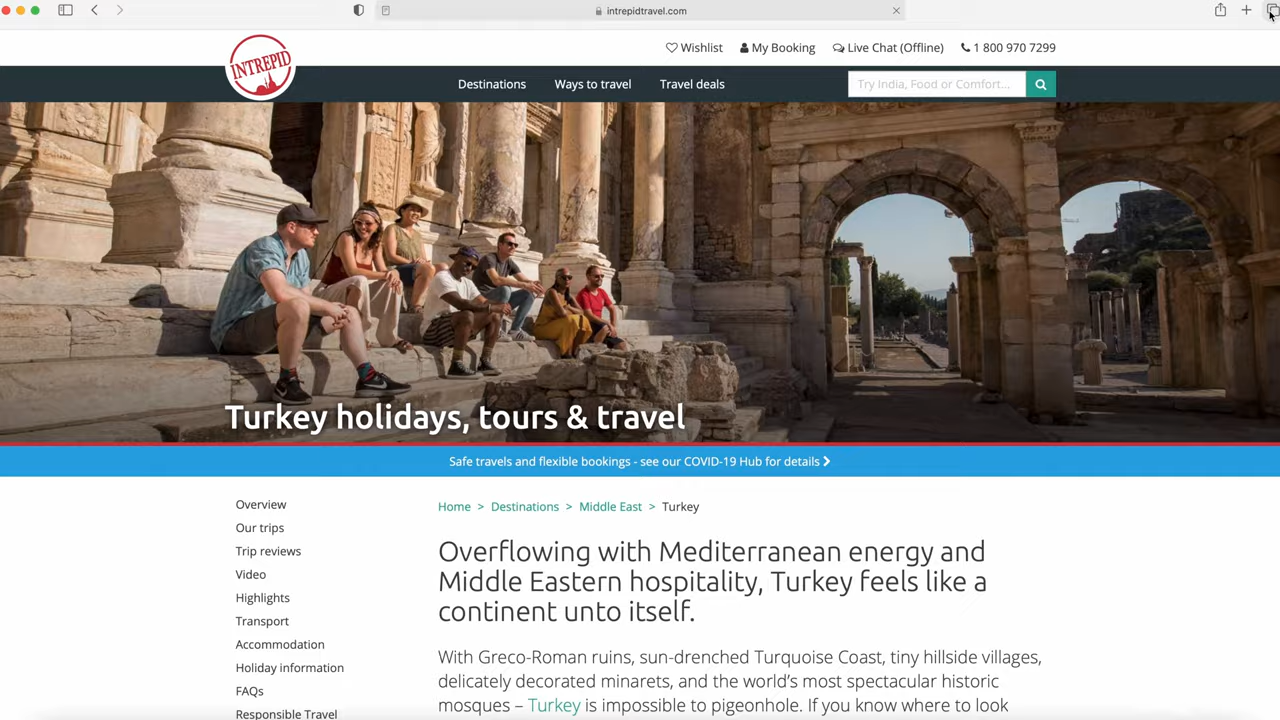 intrepidtravel.com
Wishlist My Booking Live Chat (Offline) 1 800 970 7299
INTREPID
Destinations Ways to travel Travel deals Try India, Food or Comfort...
Turkey holidays, tours & travel
Safe travels and flexible bookings - see our COVID-19 Hub for details
Overview
Our trips
Trip reviews
Video
Highlights
Transport
Accommodation
Holiday information
FAQs
Responsible Travel
Home > Destinations > Middle East > Turkey
Overflowing with Mediterranean energy and
Middle Eastern hospitality, Turkey feels like a
continent unto itself.
With Greco-Roman ruins, sun-drenched Turquoise Coast, tiny hillside villages,
delicately decorated minarets, and the world's most spectacular historic
mosques – Turkey is impossible to pigeonhole. If you know where to look